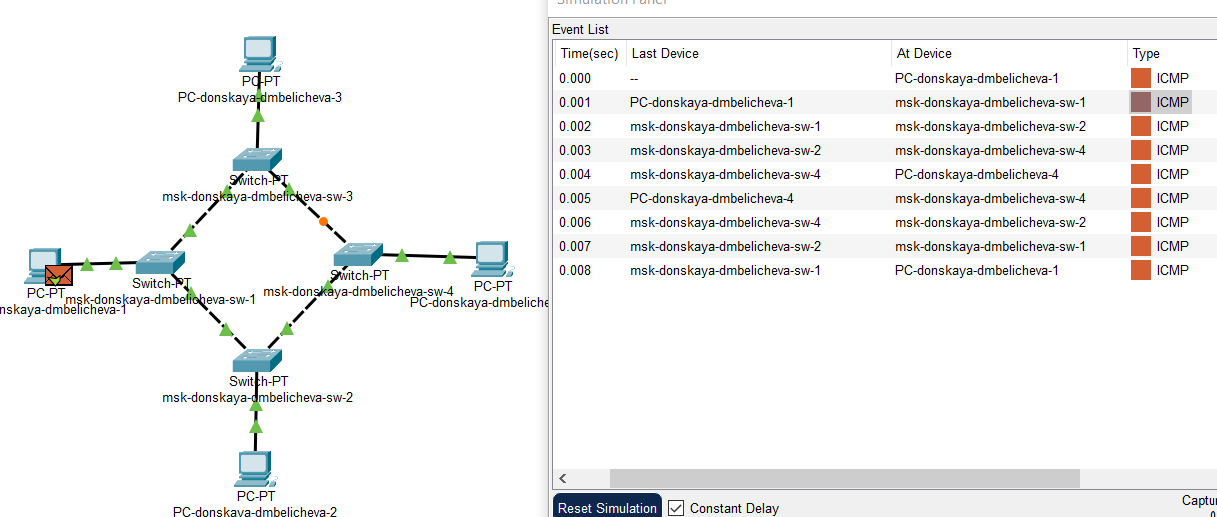 PC-PT
PC-donskaya-dmbelicheva-3
Switch-PT
msk-donskaya-dmbelicheva-sw-3
PC-PT
nskaya-dmbelicheva-1
Switch-PT
msk-donskaya-dmbelicheva-sw-1
Switch-PT
msk-donskaya-dmbelicheva-sw-4
PC-PT
PC-donskaya-dmbeliche
Switch-PT
msk-donskaya-dmbelicheva-sw-2
PC-PT
PC-donskaya-dmbelicheva-2
Simulation Panel
Event List
Time(sec) Last Device At Device Type
0.000 -- PC-donskaya-dmbelicheva-1 ICMP
0.001 PC-donskaya-dmbelicheva-1 msk-donskaya-dmbelicheva-sw-1 ICMP
0.002 msk-donskaya-dmbelicheva-sw-1 msk-donskaya-dmbelicheva-sw-2 ICMP
0.003 msk-donskaya-dmbelicheva-sw-2 msk-donskaya-dmbelicheva-sw-4 ICMP
0.004 msk-donskaya-dmbelicheva-sw-4 PC-donskaya-dmbelicheva-4 ICMP
0.005 PC-donskaya-dmbelicheva-4 msk-donskaya-dmbelicheva-sw-4 ICMP
0.006 msk-donskaya-dmbelicheva-sw-4 msk-donskaya-dmbelicheva-sw-2 ICMP
0.007 msk-donskaya-dmbelicheva-sw-2 msk-donskaya-dmbelicheva-sw-1 ICMP
0.008 msk-donskaya-dmbelicheva-sw-1 PC-donskaya-dmbelicheva-1 ICMP
Reset Simulation Constant Delay
Captu